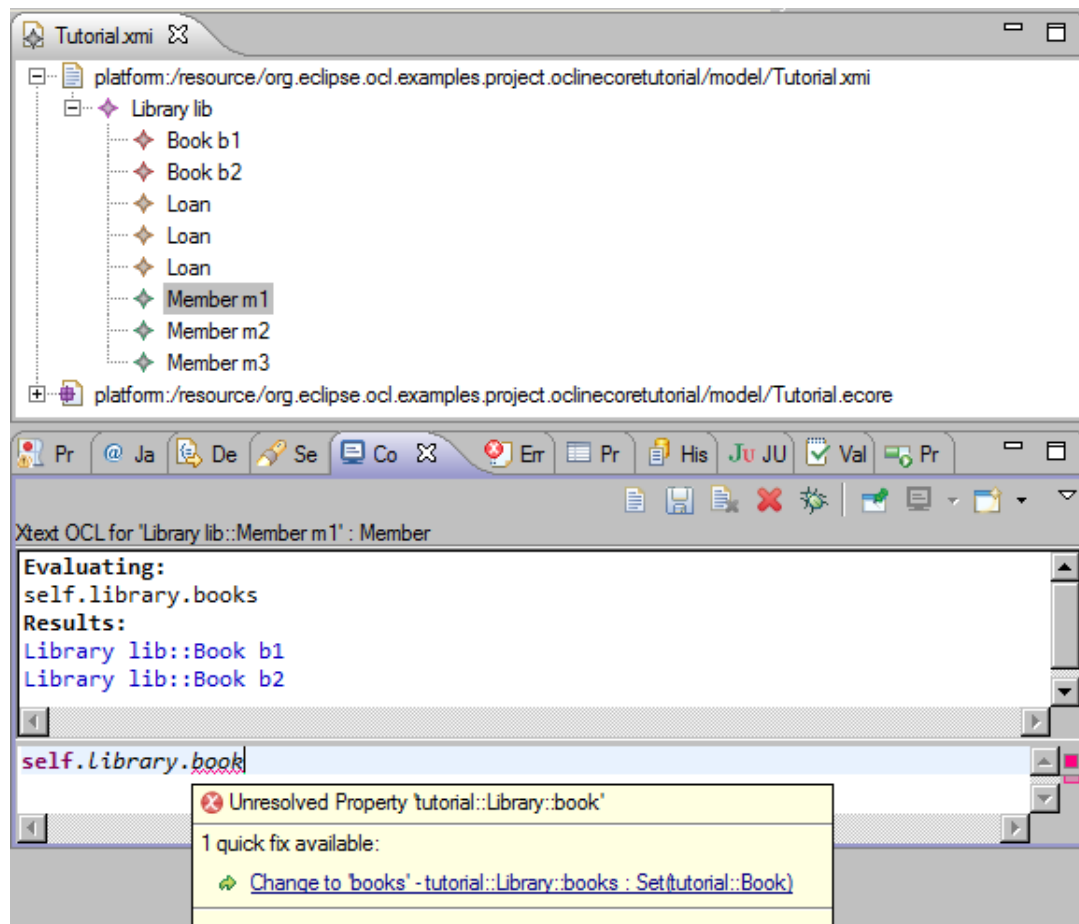 Tutorial.xmi
platform:/resource/org.eclipse.ocl.examples.project.oclinecoretutorial/model/Tutorial.xmi
Library lib
Book b1
Book b2
Loan
Loan
Loan
Member m1
Member m2
Member m3
platform:/resource/org.eclipse.ocl.examples.project.oclinecoretutorial/model/Tutorial.ecore
Pr @ Ja De Se Co Err Pr His Ju JU Val Pr
Xtext OCL for 'Library lib::Member m1' : Member
Evaluating:
self.library.books
Results:
Library lib::Book b1
Library lib::Book b2
self.library.book
Unresolved Property 'tutorial::Library::book'
1 quick fix available:
Change to 'books' - tutorial::Library::books : Set(tutorial::Book)